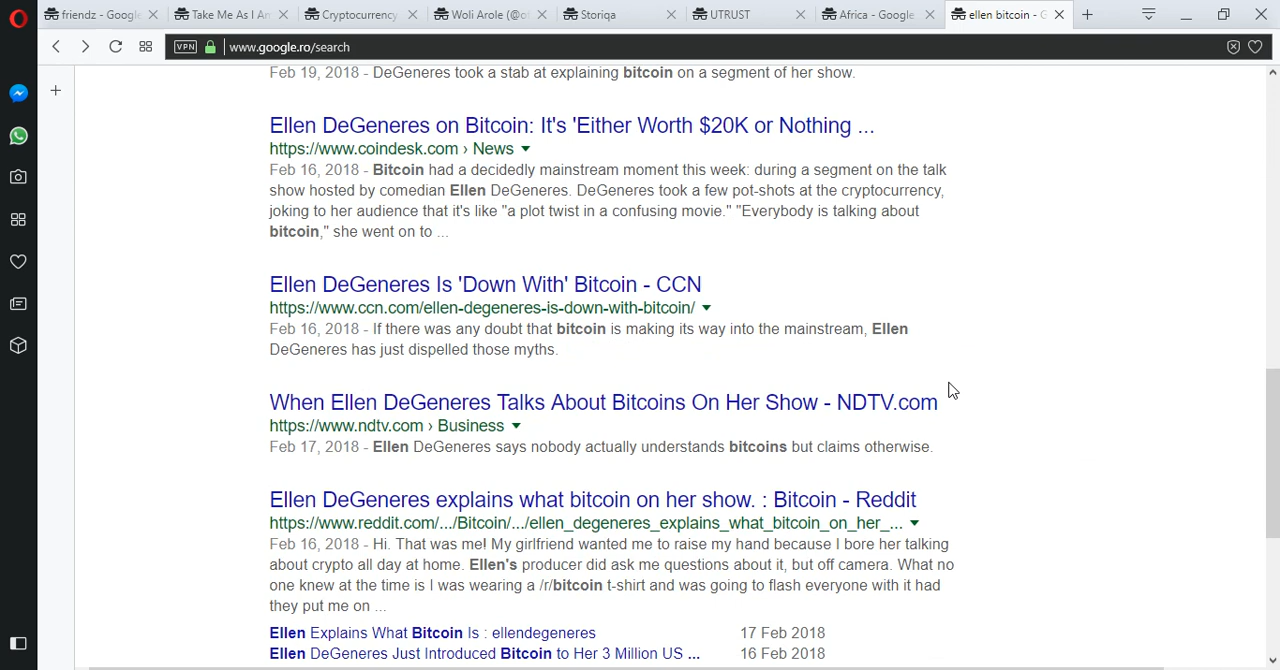 friendz - Google
Take Me As I An
Cryptocurrency
Woli Arole (@o
Storiqa
UTRUST
Africa - Google
ellen bitcoin - G
VPN
www.google.ro/search
Feb 19, 2018 - DeGeneres took a stab at explaining bitcoin on a segment of her show.
Ellen DeGeneres on Bitcoin: It's 'Either Worth $20K or Nothing ...
https://www.coindesk.com › News
Feb 16, 2018 - Bitcoin had a decidedly mainstream moment this week: during a segment on the talk
show hosted by comedian Ellen DeGeneres. DeGeneres took a few pot-shots at the cryptocurrency,
joking to her audience that it's like "a plot twist in a confusing movie." "Everybody is talking about
bitcoin," she went on to ...
Ellen DeGeneres Is 'Down With' Bitcoin - CCN
https://www.ccn.com/ellen-degeneres-is-down-with-bitcoin/
Feb 16, 2018 - If there was any doubt that bitcoin is making its way into the mainstream, Ellen
DeGeneres has just dispelled those myths.
When Ellen DeGeneres Talks About Bitcoins On Her Show - NDTV.com
https://www.ndtv.com › Business
Feb 17, 2018 - Ellen DeGeneres says nobody actually understands bitcoins but claims otherwise.
Ellen DeGeneres explains what bitcoin on her show. : Bitcoin - Reddit
https://www.reddit.com/.../Bitcoin/.../ellen_degeneres_explains_what_bitcoin_on_her_...
Feb 16, 2018 - Hi. That was me! My girlfriend wanted me to raise my hand because I bore her talking
about crypto all day at home. Ellen's producer did ask me questions about it, but off camera. What no
one knew at the time is I was wearing a /r/bitcoin t-shirt and was going to flash everyone with it had
they put me on ...
Ellen Explains What Bitcoin Is : ellendegeneres 17 Feb 2018
Ellen DeGeneres Just Introduced Bitcoin to Her 3 Million US ... 16 Feb 2018